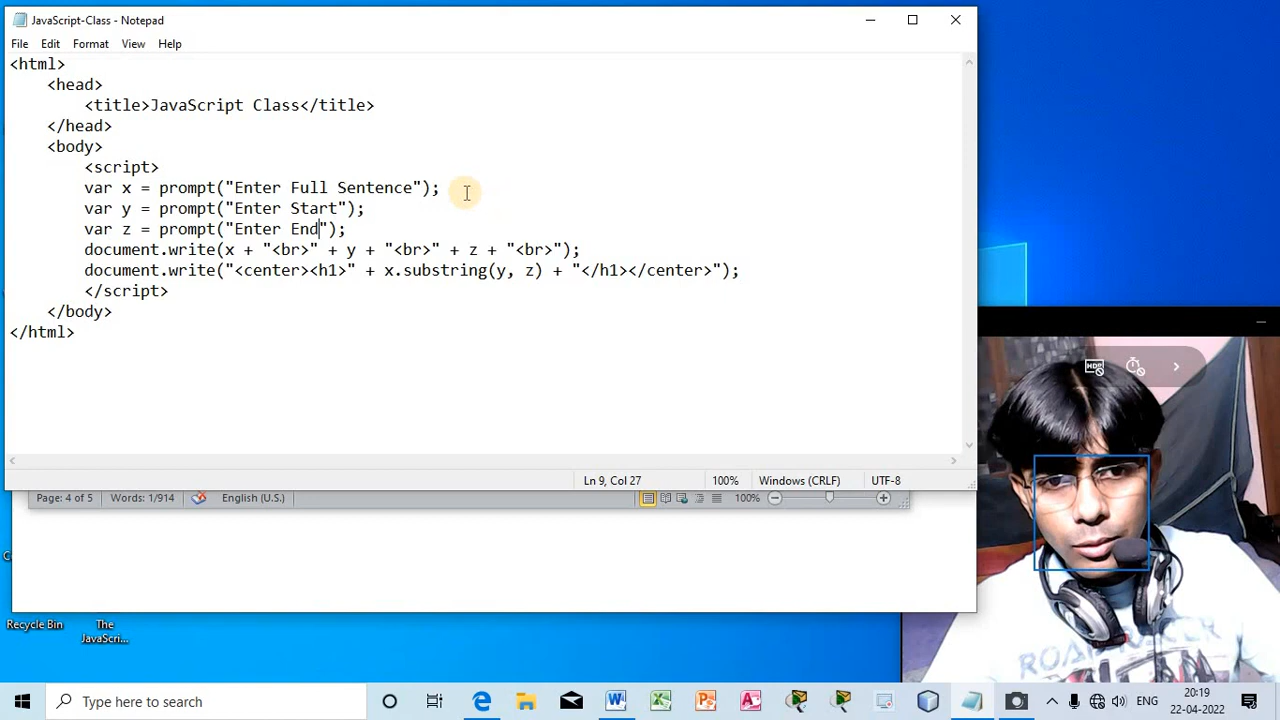 JavaScript-Class - Notepad
File Edit Format View Help
<html>
<head>
<title>JavaScript Class</title>
</head>
<body>
<script>
var x = prompt("Enter Full Sentence");
var y = prompt("Enter Start");
var z = prompt("Enter End");
document.write(x + "<br>" + y + "<br>" + z + "<br>");
document.write("<center><h1>" + x.substring(y, z) + "</h1></center>");
</script>
</body>
</html>
HDR
Ln 9, Col 27 100% Windows (CRLF) UTF-8
Page: 4 of 5 Words: 1/914 English (U.S.) 100%
Recycle Bin
The
JavaScri...
Type here to search
ENG
20:19
22-04-2022